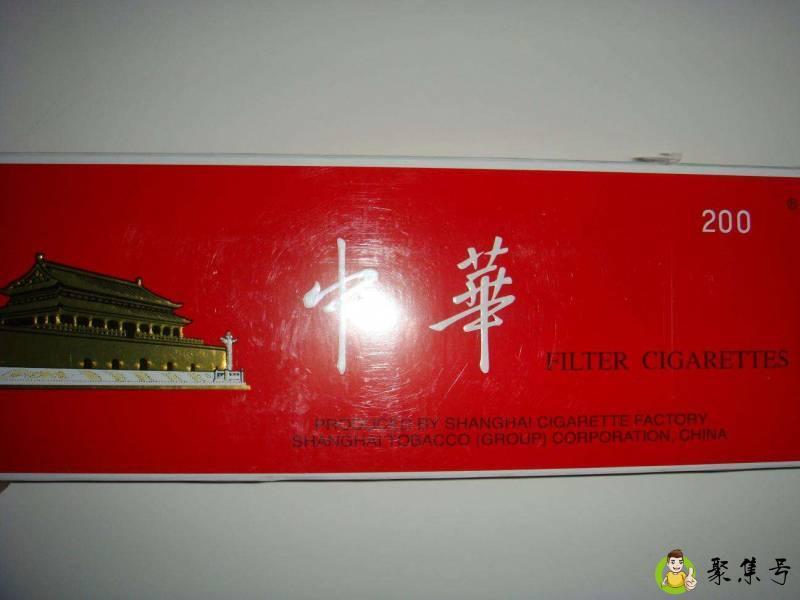 200
®
中華
FILTER CIGARETTES
PRODUCED BY SHANGHAI CIGARETTE FACTORY
SHANGHAI TOBACCO (GROUP) CORPORATION, CHINA
聚集号